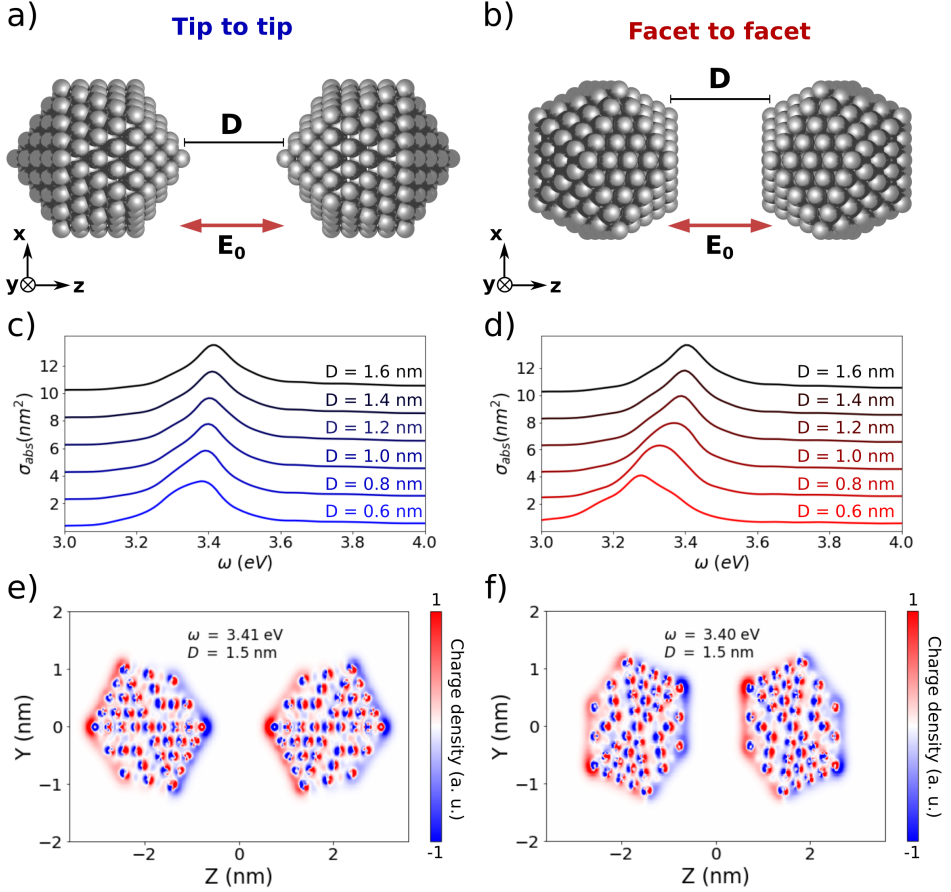 a)
Tip to tip
D
E₀
x
y
z
b)
Facet to facet
D
E₀
x
y
z
c)
σabs(nm²)
12
10
8
6
4
2
D = 1.6 nm
D = 1.4 nm
D = 1.2 nm
D = 1.0 nm
D = 0.8 nm
D = 0.6 nm
3.0 3.2 3.4 3.6 3.8 4.0
ω (eV)
d)
σabs(nm²)
12
10
8
6
4
2
D = 1.6 nm
D = 1.4 nm
D = 1.2 nm
D = 1.0 nm
D = 0.8 nm
D = 0.6 nm
3.0 3.2 3.4 3.6 3.8 4.0
ω (eV)
e)
Y (nm)
2
1
0
−1
−2
ω = 3.41 eV
D = 1.5 nm
−2 0 2
Z (nm)
1
-1
Charge density (a. u.)
f)
Y (nm)
2
1
0
−1
−2
ω = 3.40 eV
D = 1.5 nm
−2 0 2
Z (nm)
1
-1
Charge density (a. u.)